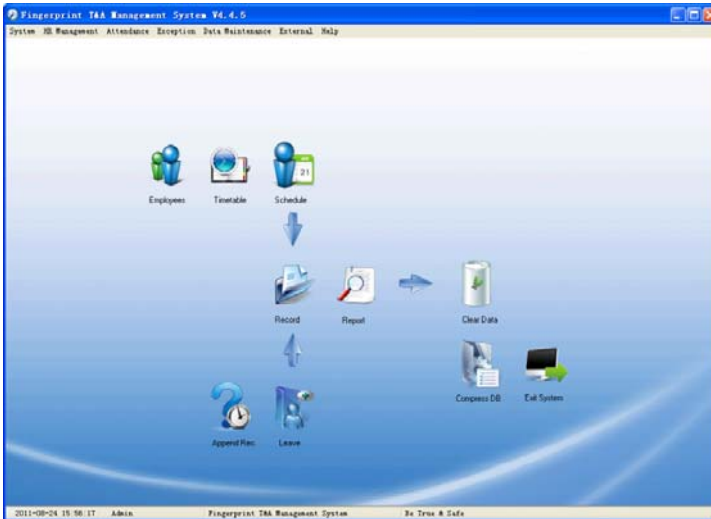 Fingerprint T&A Management System V4.4.5
System HR Management Attendance Exception Data Maintenance External Help
21
Employees Timetable Schedule
Record Report Clear Data
Compress DB Exit System
Append Rec Leave
2011-08-24 15:56:17 Admin Fingerprint T&A Management System Be True & Safe